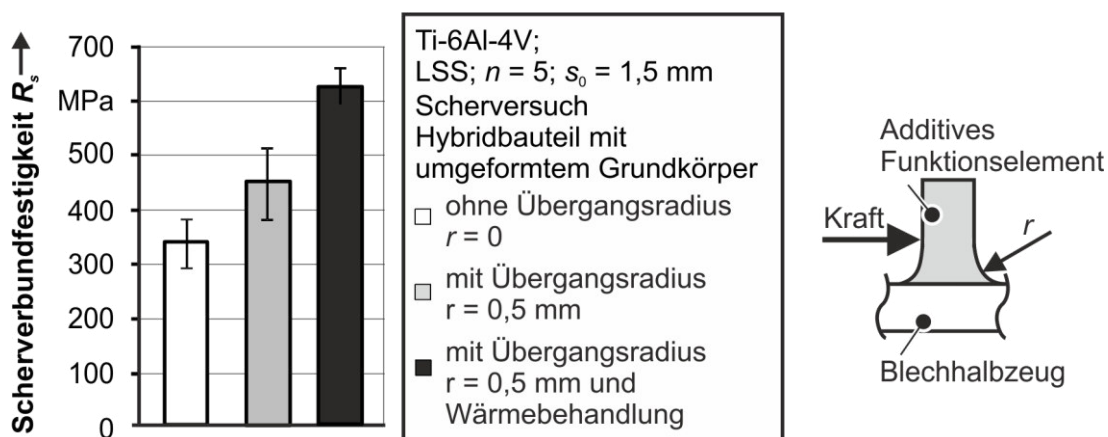 Scherverbundfestigkeit Rₛ
700
MPa
500
400
300
200
100
0
Ti-6Al-4V;
LSS; n = 5; s₀ = 1,5 mm
Scherversuch
Hybridbauteil mit
umgeformtem Grundkörper
ohne Übergangsradius
r = 0
mit Übergangsradius
r = 0,5 mm
mit Übergangsradius
r = 0,5 mm und
Wärmebehandlung
Additives
Funktionselement
Kraft
r
Blechhalbzeug